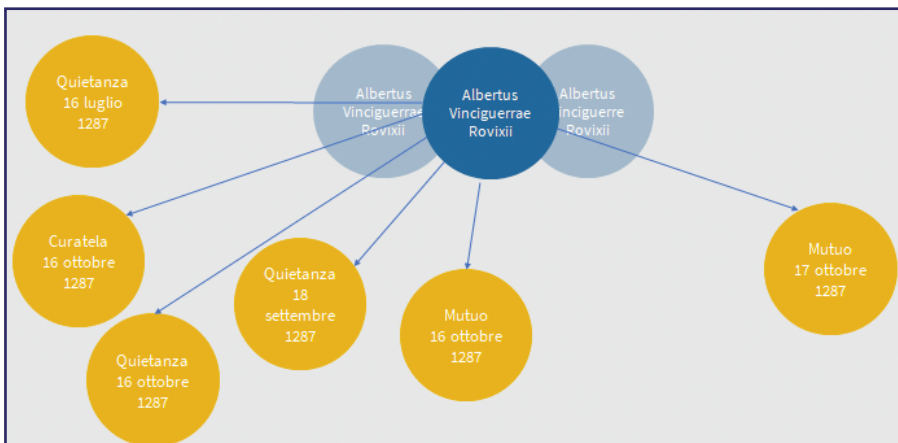 Quietanza
16 luglio
1287
Albertus
Vinciguerrae
Rovixii
Albertus
Vinciguerrae
Rovixii
Albertus
Rovixii
Curatela
16 ottobre
1287
Quietanza
18
settembre
1287
Mutuo
16 ottobre
1287
Mutuo
17 ottobre
1287
Quietanza
16 ottobre
1287